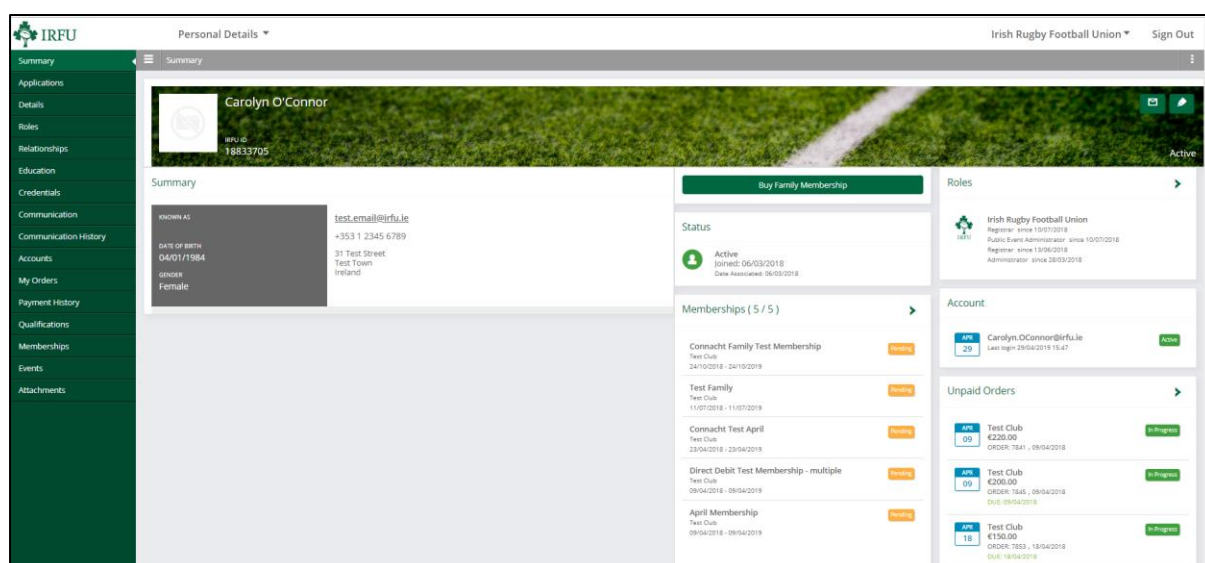 IRFU
Personal Details
Irish Rugby Football Union
Sign Out
Summary
Applications
Details
Roles
Relationships
Education
Credentials
Communication
Communication History
Accounts
My Orders
Payment History
Qualifications
Memberships
Events
Attachments
Summary
Carolyn O'Connor
IRFU ID
18833705
Active
Summary
KNOWN AS
DATE OF BIRTH
04/01/1984
GENDER
Female
test.email@irfu.ie
+353 1 2345 6789
31 Test Street
Test Town
Ireland
Buy Family Membership
Status
Active
Joined: 06/03/2018
Date Associated: 06/03/2018
Memberships ( 5 / 5 )
Connacht Family Test Membership
Pending
Test Club
24/10/2018 - 24/10/2019
Test Family
Pending
Test Club
11/07/2018 - 11/07/2019
Connacht Test April
Pending
Test Club
23/04/2018 - 23/04/2019
Direct Debit Test Membership - multiple
Pending
Test Club
09/04/2018 - 09/04/2019
April Membership
Pending
Test Club
09/04/2018 - 09/04/2019
Roles
IRFU
Irish Rugby Football Union
Registrar since 10/07/2018
Public Event Administrator since 10/07/2018
Registrar since 13/06/2018
Administrator since 28/03/2018
Account
APR
29
Carolyn.OConnor@irfu.ie
Last login 29/04/2019 15:47
Active
Unpaid Orders
APR
09
Test Club
€220.00
ORDER: 7841 , 09/04/2018
In Progress
APR
09
Test Club
€200.00
ORDER: 7845 , 09/04/2018
DUE: 09/04/2018
In Progress
APR
18
Test Club
€150.00
ORDER: 7853 , 18/04/2018
DUE: 18/04/2018
In Progress